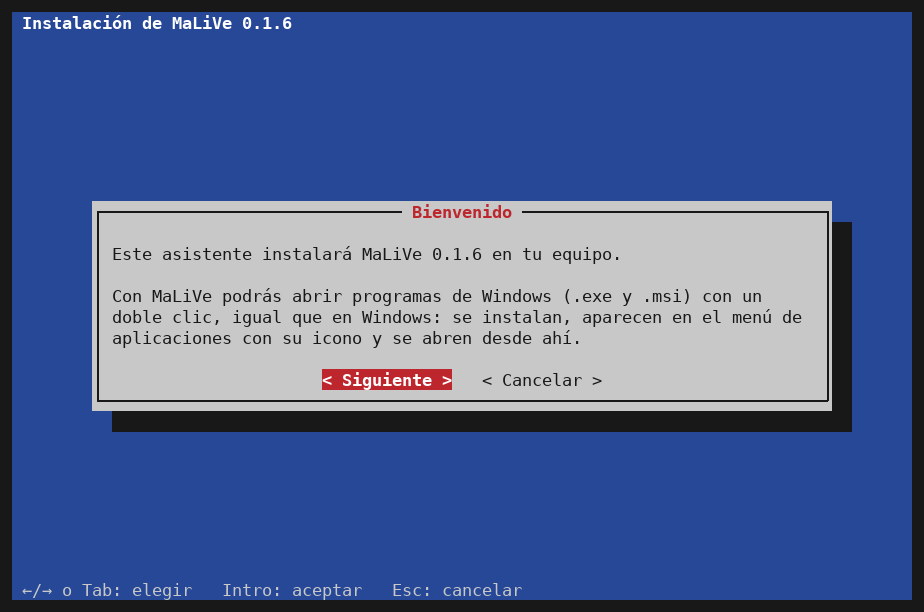 Instalación de MaLiVe 0.1.6
Bienvenido
Este asistente instalará MaLiVe 0.1.6 en tu equipo.
Con MaLiVe podrás abrir programas de Windows (.exe y .msi) con un
doble clic, igual que en Windows: se instalan, aparecen en el menú de
aplicaciones con su icono y se abren desde ahí.
< Siguiente >   < Cancelar >
←/→ o Tab: elegir   Intro: aceptar   Esc: cancelar